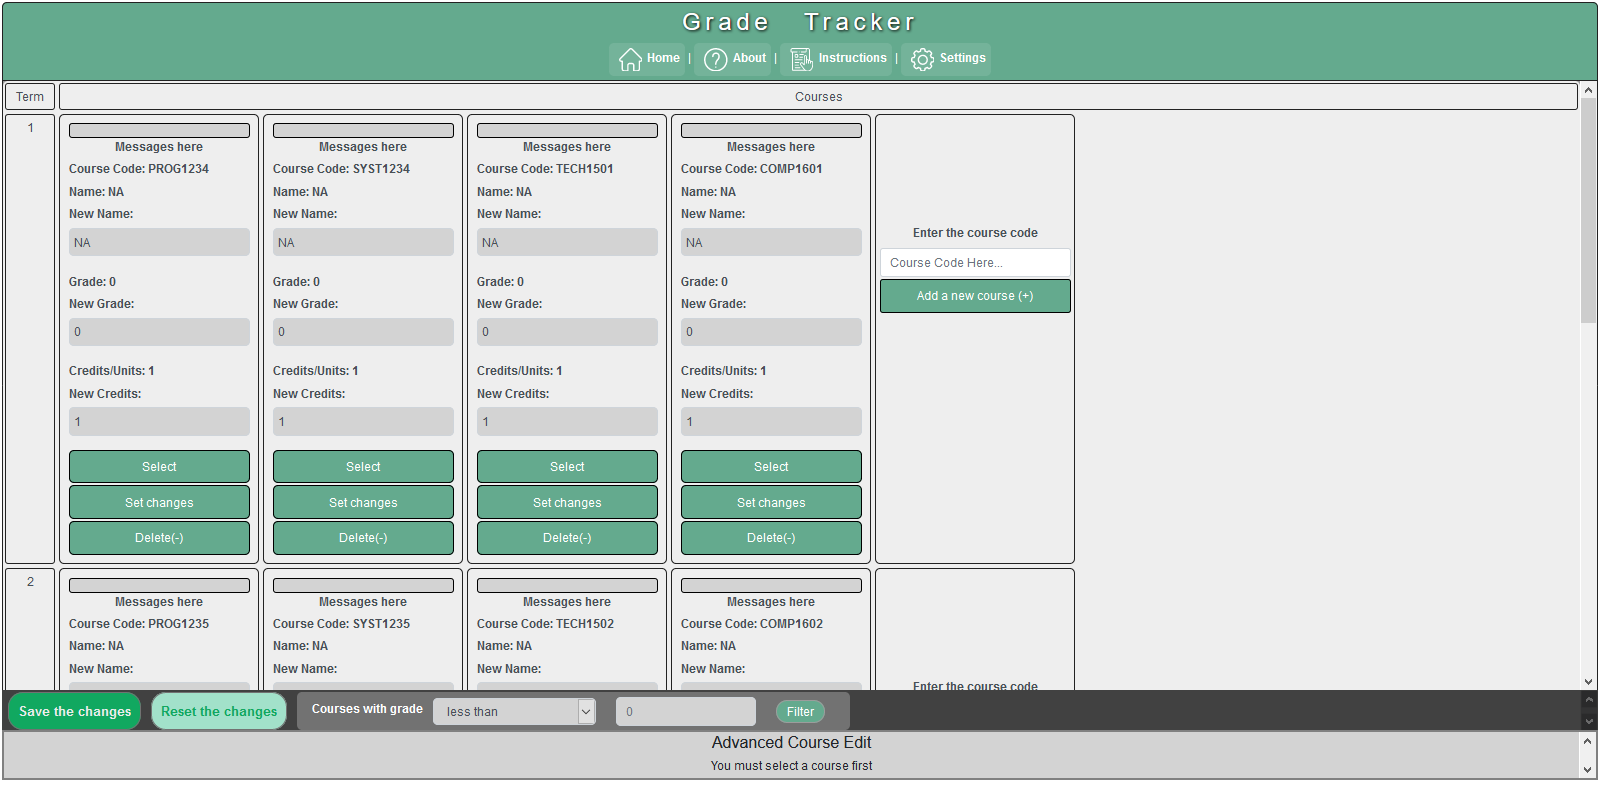 Grade Tracker
Home | About | Instructions | Settings
Term Courses
1
Messages here Messages here Messages here Messages here
Course Code: PROG1234 Course Code: SYST1234 Course Code: TECH1501 Course Code: COMP1601
Name: NA Name: NA Name: NA Name: NA
New Name: New Name: New Name: New Name:
Enter the course code
NA NA NA NA
Course Code Here...
Grade: 0 Grade: 0 Grade: 0 Grade: 0
Add a new course (+)
New Grade: New Grade: New Grade: New Grade:
0 0 0 0
Credits/Units: 1 Credits/Units: 1 Credits/Units: 1 Credits/Units: 1
New Credits: New Credits: New Credits: New Credits:
1 1 1 1
Select Select Select Select
Set changes Set changes Set changes Set changes
Delete(-) Delete(-) Delete(-) Delete(-)
2
Messages here Messages here Messages here Messages here
Course Code: PROG1235 Course Code: SYST1235 Course Code: TECH1502 Course Code: COMP1602
Name: NA Name: NA Name: NA Name: NA
New Name: New Name: New Name: New Name:
Enter the course code
Save the changes Reset the changes Courses with grade less than 0 Filter
Advanced Course Edit
You must select a course first